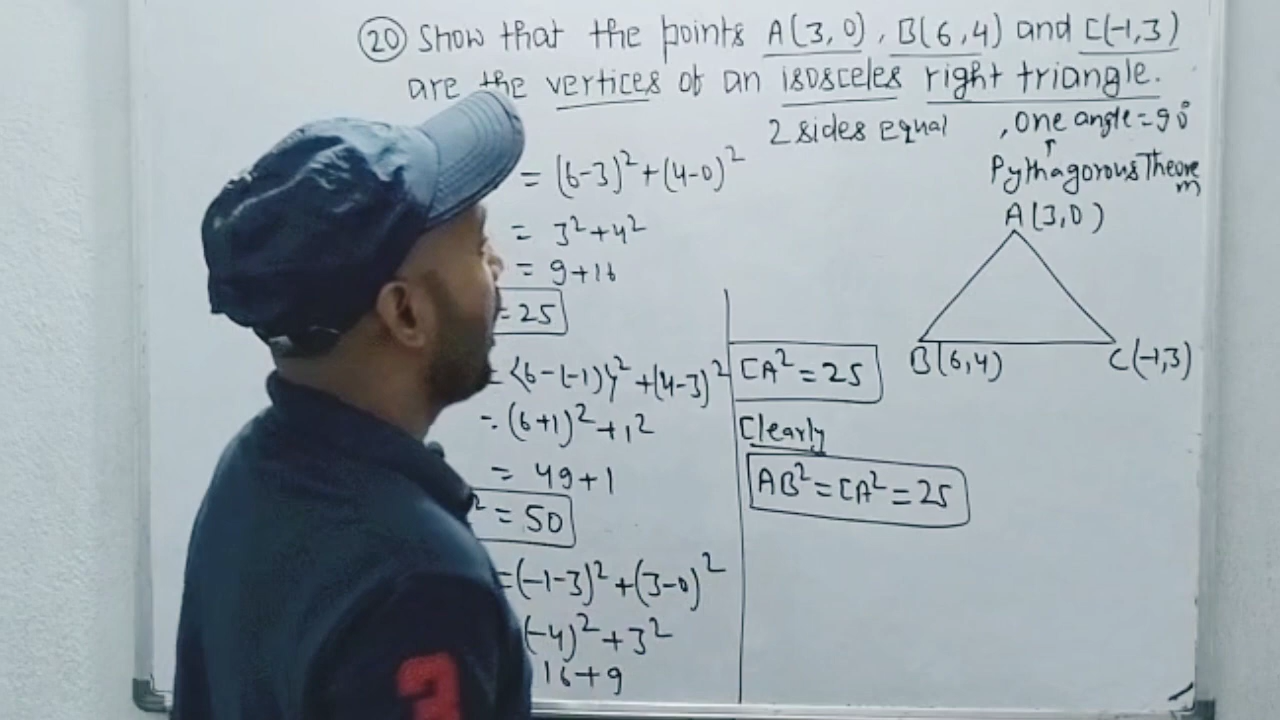 20 Show that the points A(3,0), B(6,4) and C(-1,3)
are the vertices of an isosceles right triangle.
2 sides equal , one angle=90°
Pythagorous Theorem
= (6-3)²+(4-0)²
= 3²+4²
= 9+16
= 25
= {6-(-1)}²+(4-3)²
= (6+1)²+1²
= 49+1
² = 50
=(-1-3)²+(3-0)²
(-4)²+3²
16+9
CA²=25
Clearly
AB²=CA²=25
A(3,0)
B(6,4)
C(-1,3)
3